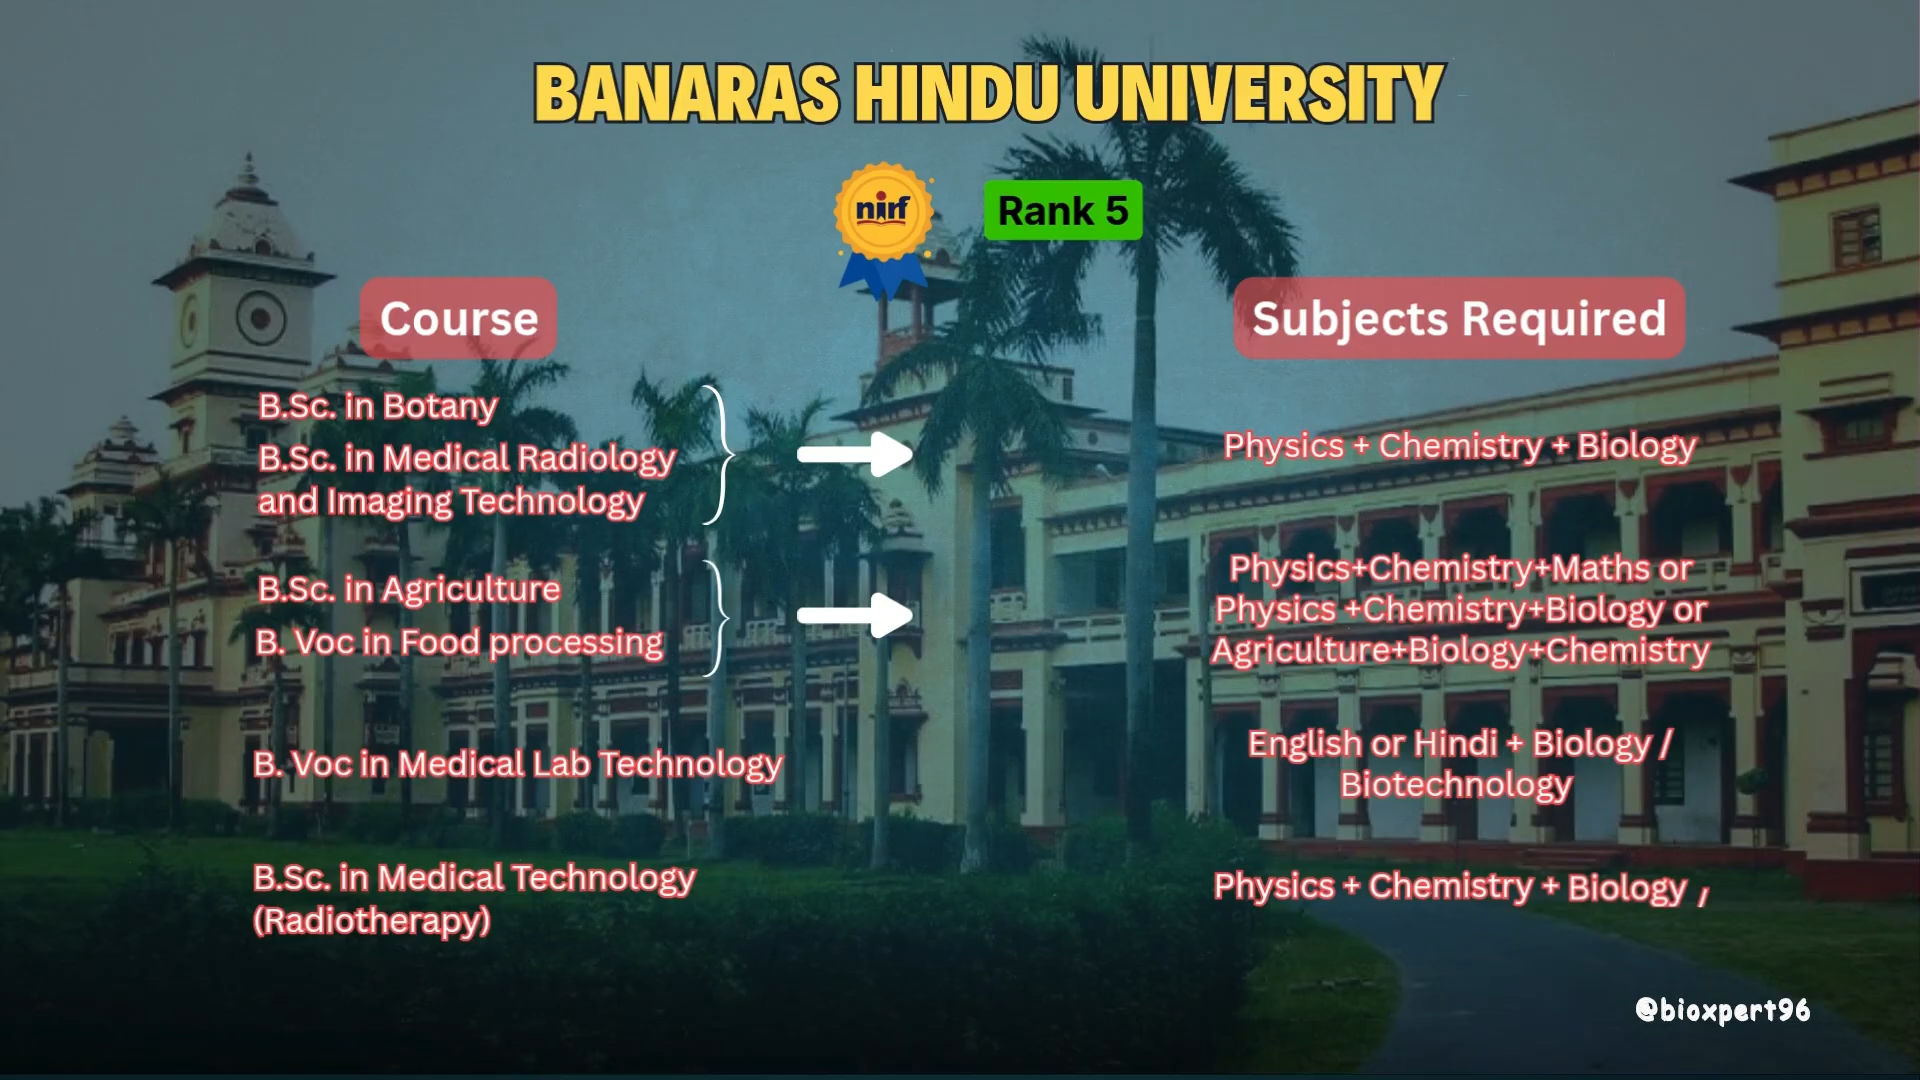 BANARAS HINDU UNIVERSITY
nirf
Rank 5
Course
Subjects Required
B.Sc. in Botany
B.Sc. in Medical Radiology
and Imaging Technology
Physics + Chemistry + Biology
B.Sc. in Agriculture
B. Voc in Food processing
Physics+Chemistry+Maths or
Physics +Chemistry+Biology or
Agriculture+Biology+Chemistry
B. Voc in Medical Lab Technology
English or Hindi + Biology /
Biotechnology
B.Sc. in Medical Technology
(Radiotherapy)
Physics + Chemistry + Biology /
@bioxpert96